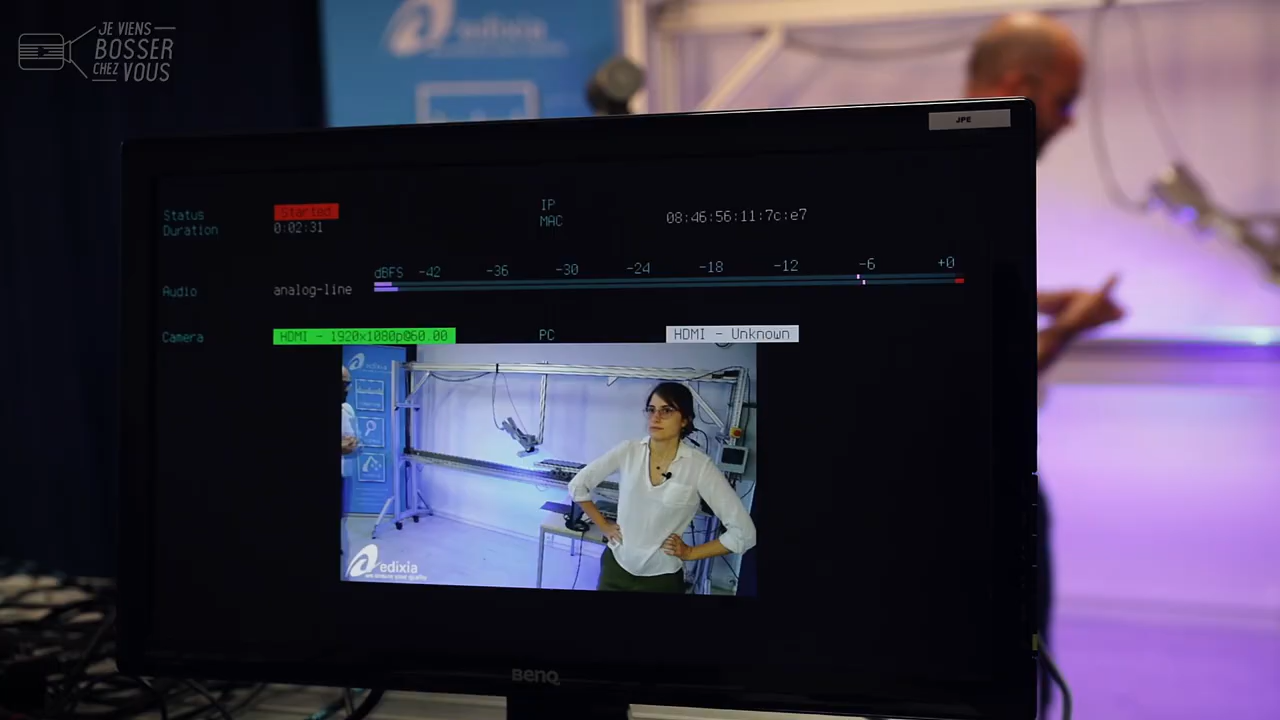 JE VIENS
BOSSER
CHEZ
VOUS
edixia
JPE
Status
Started
IP
Duration
0:02:31
MAC
08:46:56:11:7c:e7
dBFS -42 -36 -30 -24 -18 -12 -6 +0
Audio
analog-line
Camera
HDMI - 1920x1080p@60.00
PC
HDMI - Unknown
edixia
BenQ